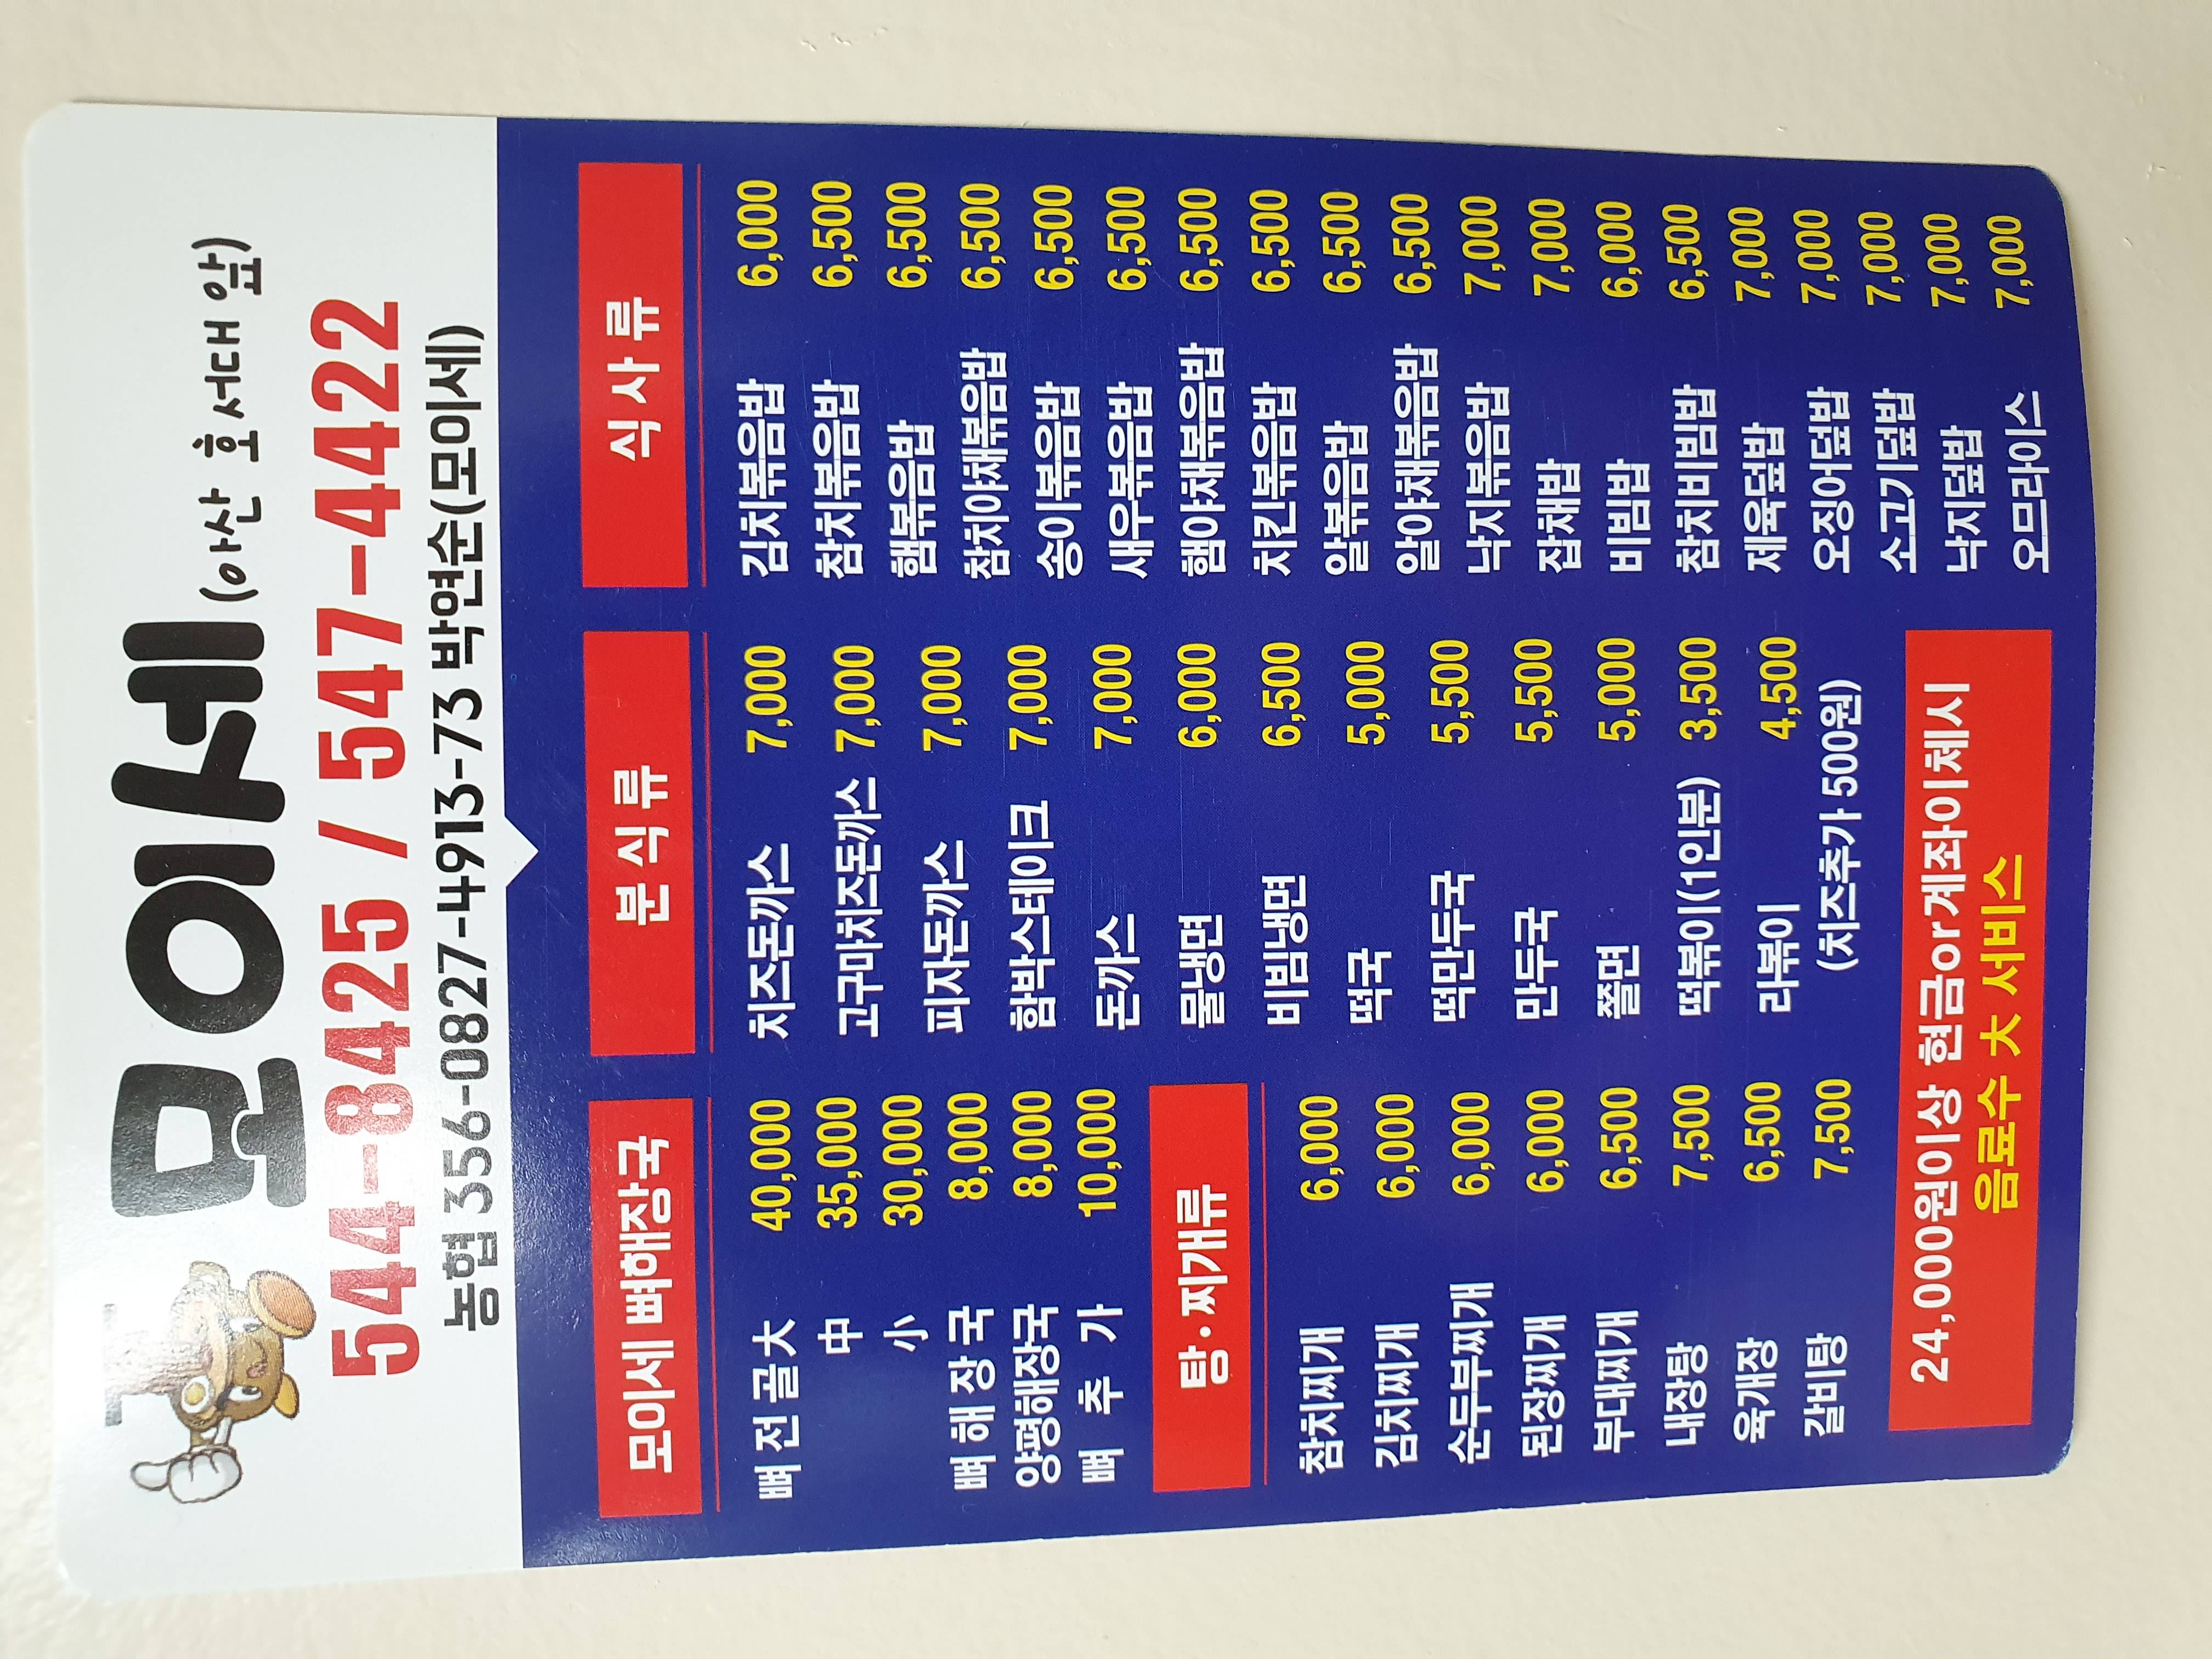 모이세 (아산 호서대 앞)
544-8425 / 547-4422
농협 356-0827-4913-73 박연순(모이세)
모이세 뼈해장국
뼈전골 大 40,000
中 35,000
小 30,000
뼈해장국 8,000
양평해장국 8,000
뼈추가 10,000
탕·찌개류
참치찌개 6,000
김치찌개 6,000
순두부찌개 6,000
된장찌개 6,000
부대찌개 6,500
내장탕 7,500
육개장 6,500
갈비탕 7,500
분식류
치즈돈까스 7,000
고구마치즈돈까스 7,000
피자돈까스 7,000
함박스테이크 7,000
돈까스 7,000
물냉면 6,000
비빔냉면 6,500
떡국 5,000
떡만두국 5,500
만두국 5,500
쫄면 5,000
떡볶이(1인분) 3,500
라볶이 4,500
(치즈추가 500원)
식사류
김치볶음밥 6,000
참치볶음밥 6,500
햄볶음밥 6,500
참치야채볶음밥 6,500
송이볶음밥 6,500
새우볶음밥 6,500
햄야채볶음밥 6,500
치킨볶음밥 6,500
알볶음밥 6,500
알야채볶음밥 6,500
낙지볶음밥 7,000
잡채밥 7,000
비빔밥 6,000
참치비빔밥 6,500
제육덮밥 7,000
오징어덮밥 7,000
소고기덮밥 7,000
낙지덮밥 7,000
오므라이스 7,000
24,000원이상 현금or계좌이체시
음료수 大 서비스